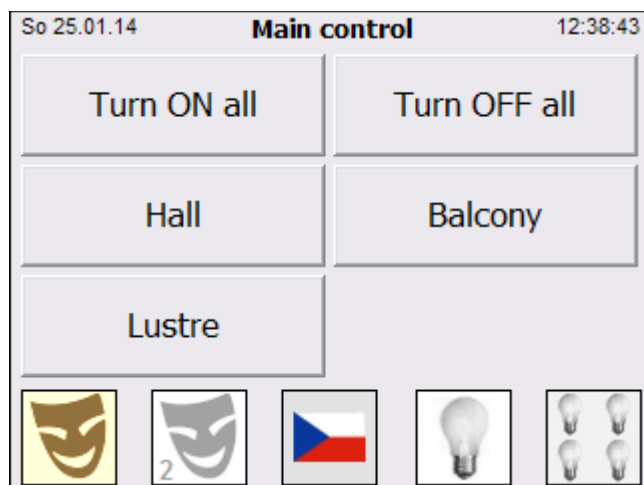 So 25.01.14 Main control 12:38:43
Turn ON all Turn OFF all
Hall Balcony
Lustre
2